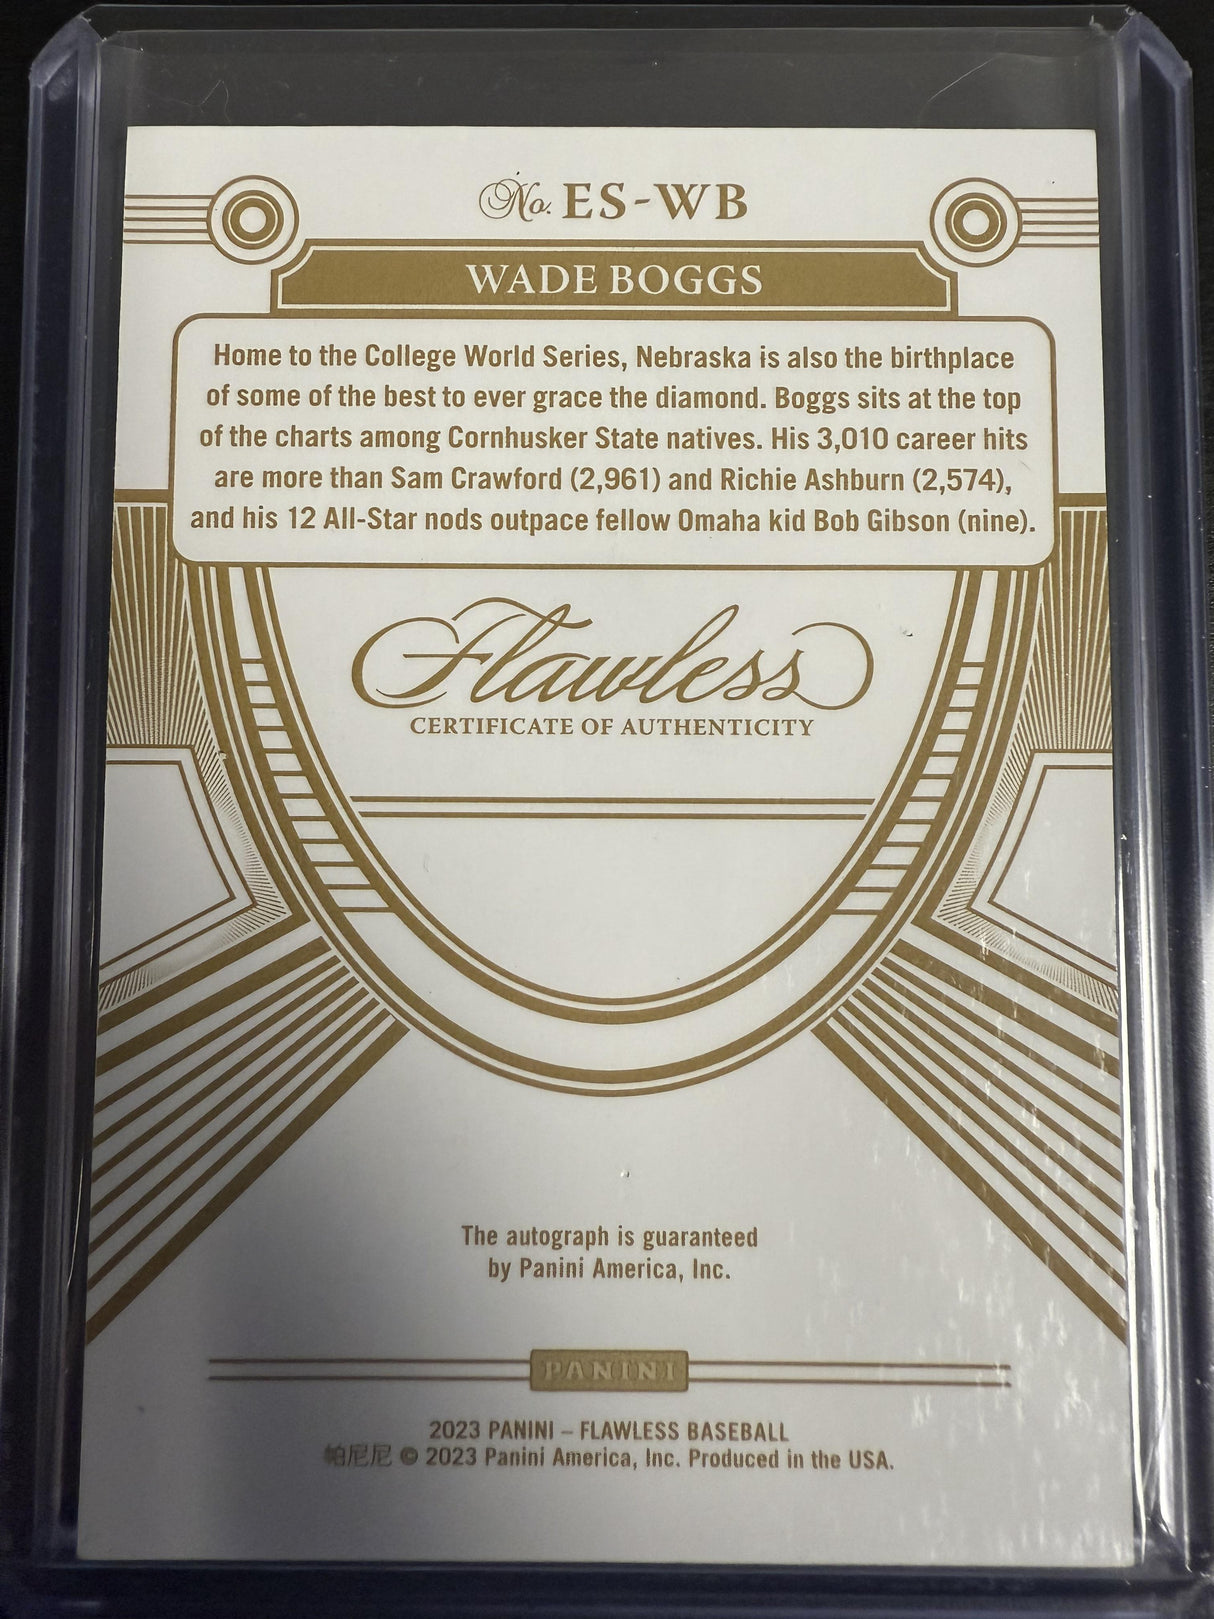 No. ES-WB
WADE BOGGS
Home to the College World Series, Nebraska is also the birthplace
of some of the best to ever grace the diamond. Boggs sits at the top
of the charts among Cornhusker State natives. His 3,010 career hits
are more than Sam Crawford (2,961) and Richie Ashburn (2,574),
and his 12 All-Star nods outpace fellow Omaha kid Bob Gibson (nine).
Flawless
CERTIFICATE OF AUTHENTICITY
The autograph is guaranteed
by Panini America, Inc.
PANINI
2023 PANINI – FLAWLESS BASEBALL
帕尼尼 © 2023 Panini America, Inc. Produced in the USA.